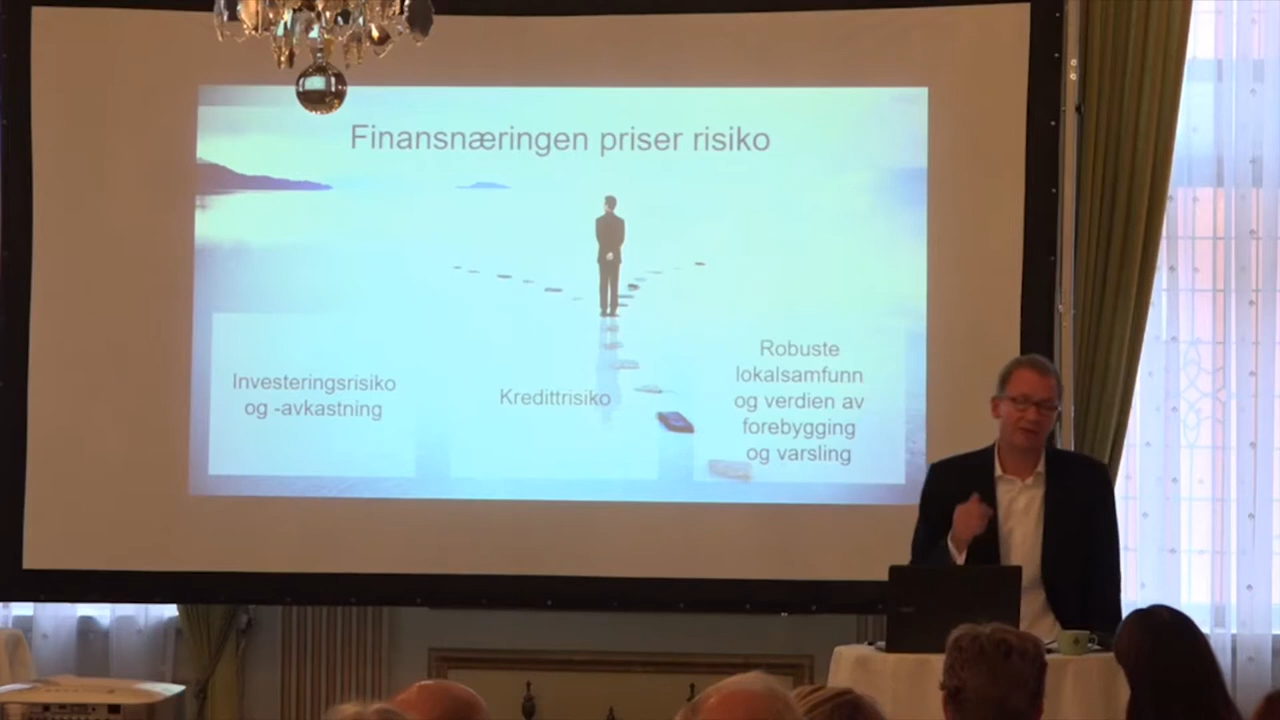 Finansnæringen priser risiko
Investeringsrisiko
og -avkastning
Kredittrisiko
Robuste
lokalsamfunn
og verdien av
forebygging
og varsling